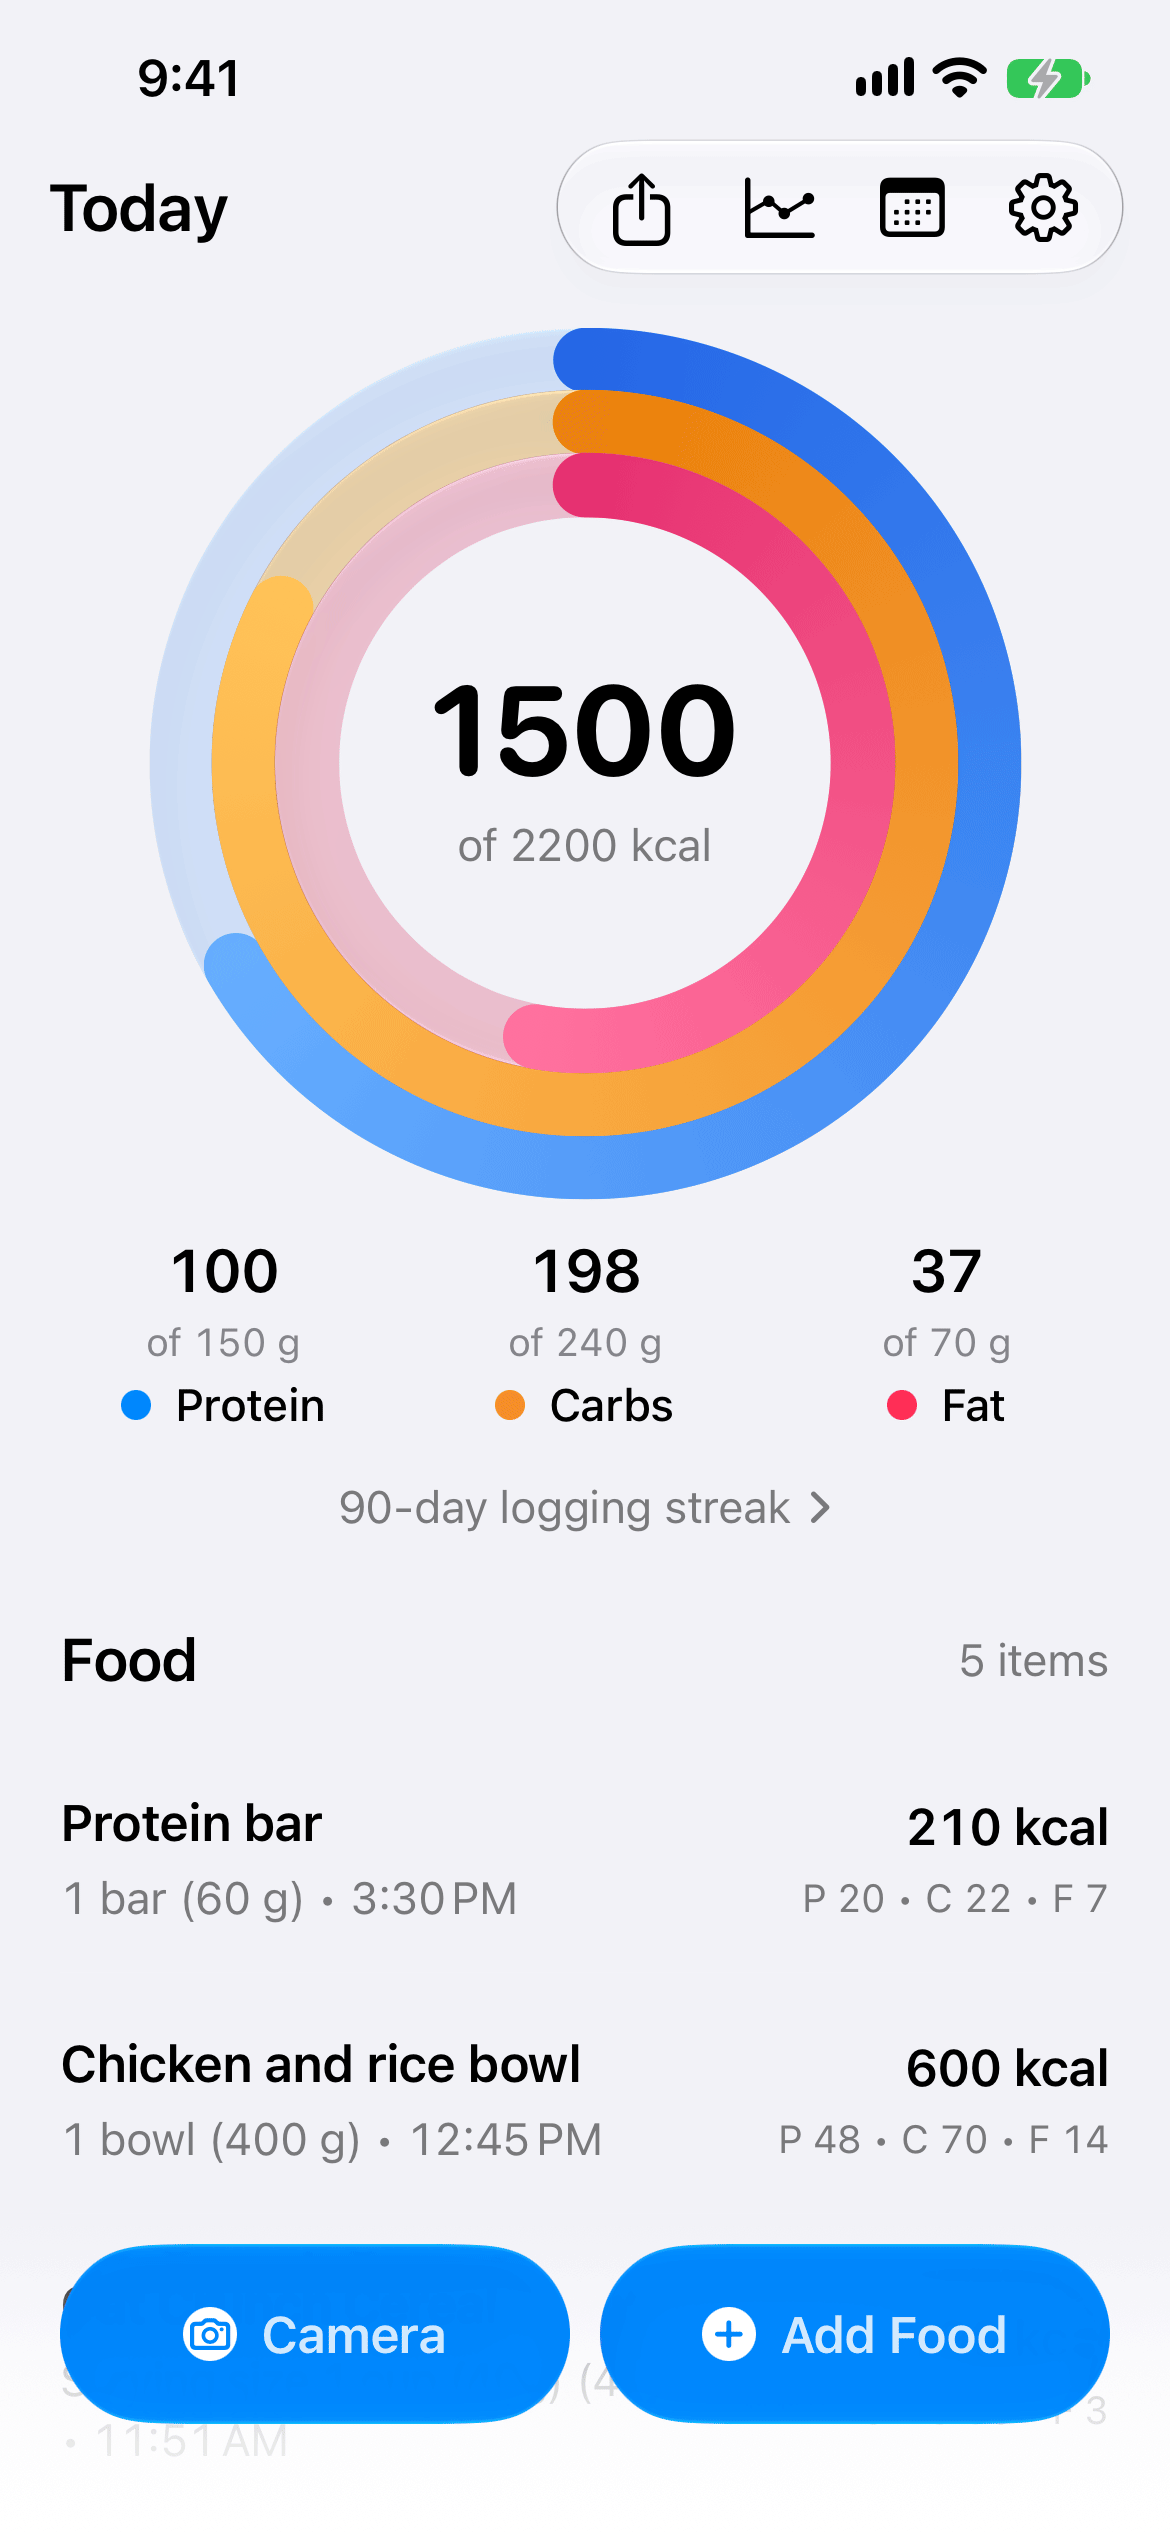 9:41
Today
1500
of 2200 kcal
100
of 150 g
Protein
198
of 240 g
Carbs
37
of 70 g
Fat
90-day logging streak
Food
5 items
Protein bar
210 kcal
1 bar (60 g) • 3:30 PM
P 20 • C 22 • F 7
Chicken and rice bowl
600 kcal
1 bowl (400 g) • 12:45 PM
P 48 • C 70 • F 14
Camera
Add Food
3
• 11:51 AM